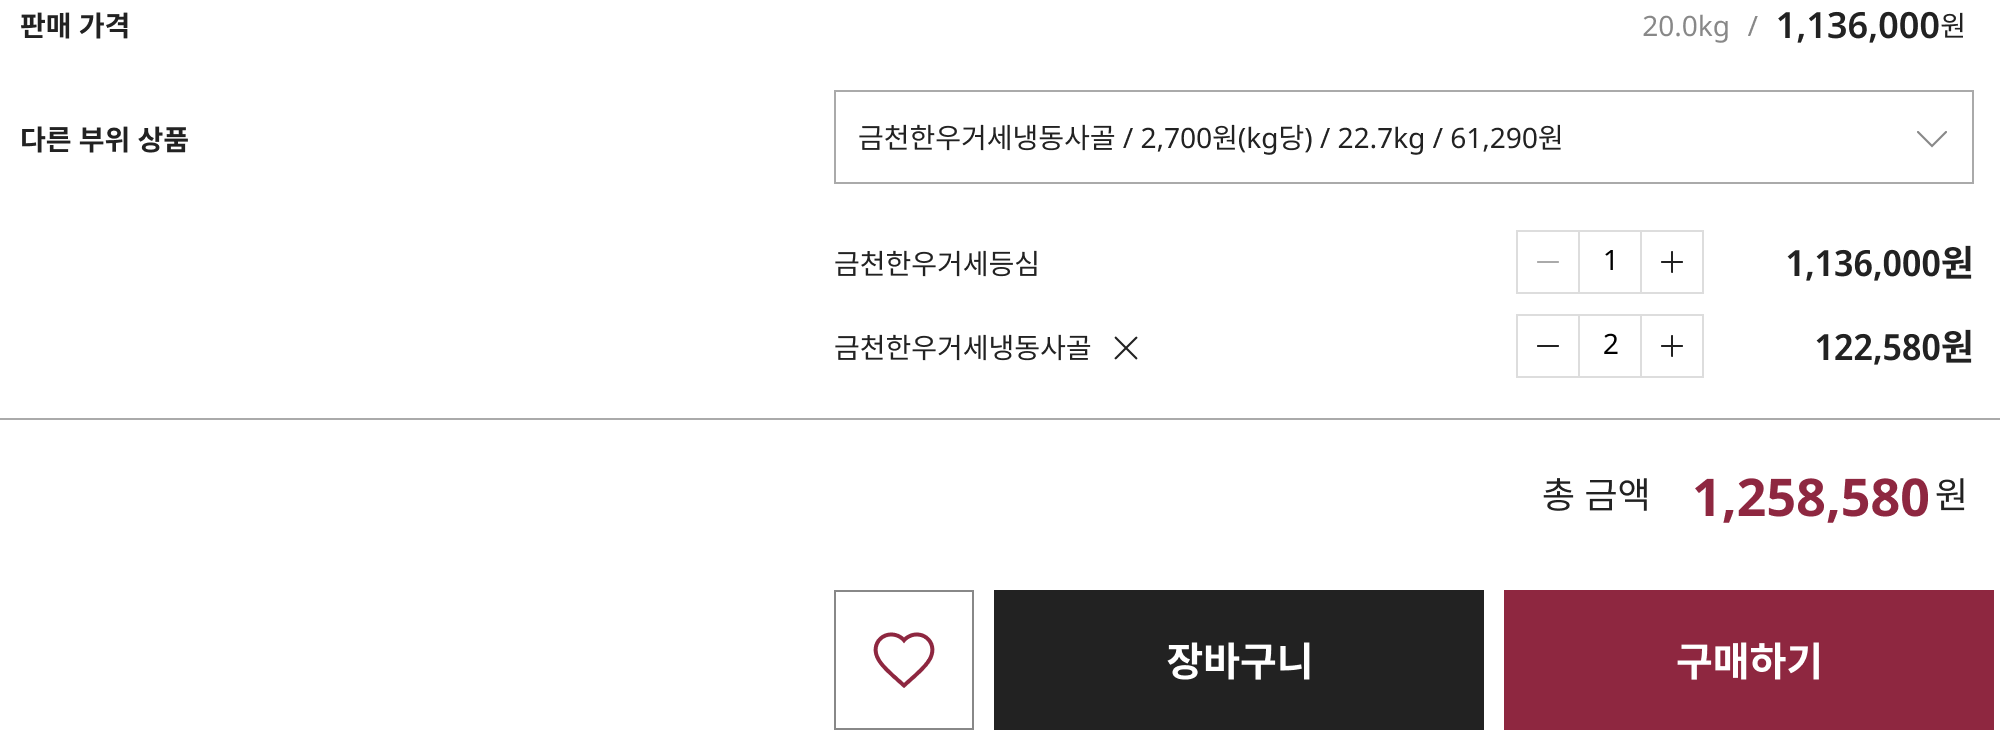 판매 가격 20.0kg / 1,136,000원
다른 부위 상품 금천한우거세냉동사골 / 2,700원(kg당) / 22.7kg / 61,290원
금천한우거세등심 1 1,136,000원
금천한우거세냉동사골 2 122,580원
총 금액 1,258,580원
장바구니 구매하기